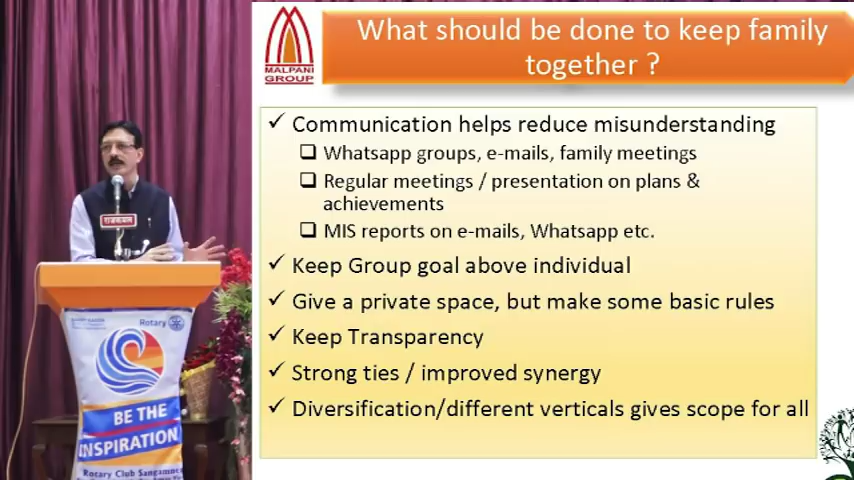 What should be done to keep family
together ?
MALPANI
GROUP
✓ Communication helps reduce misunderstanding
❑ Whatsapp groups, e-mails, family meetings
❑ Regular meetings / presentation on plans &
achievements
❑ MIS reports on e-mails, Whatsapp etc.
✓ Keep Group goal above individual
✓ Give a private space, but make some basic rules
✓ Keep Transparency
✓ Strong ties / improved synergy
✓ Diversification/different verticals gives scope for all
Rotary
BE THE
INSPIRATION
Rotary Club Sangamne